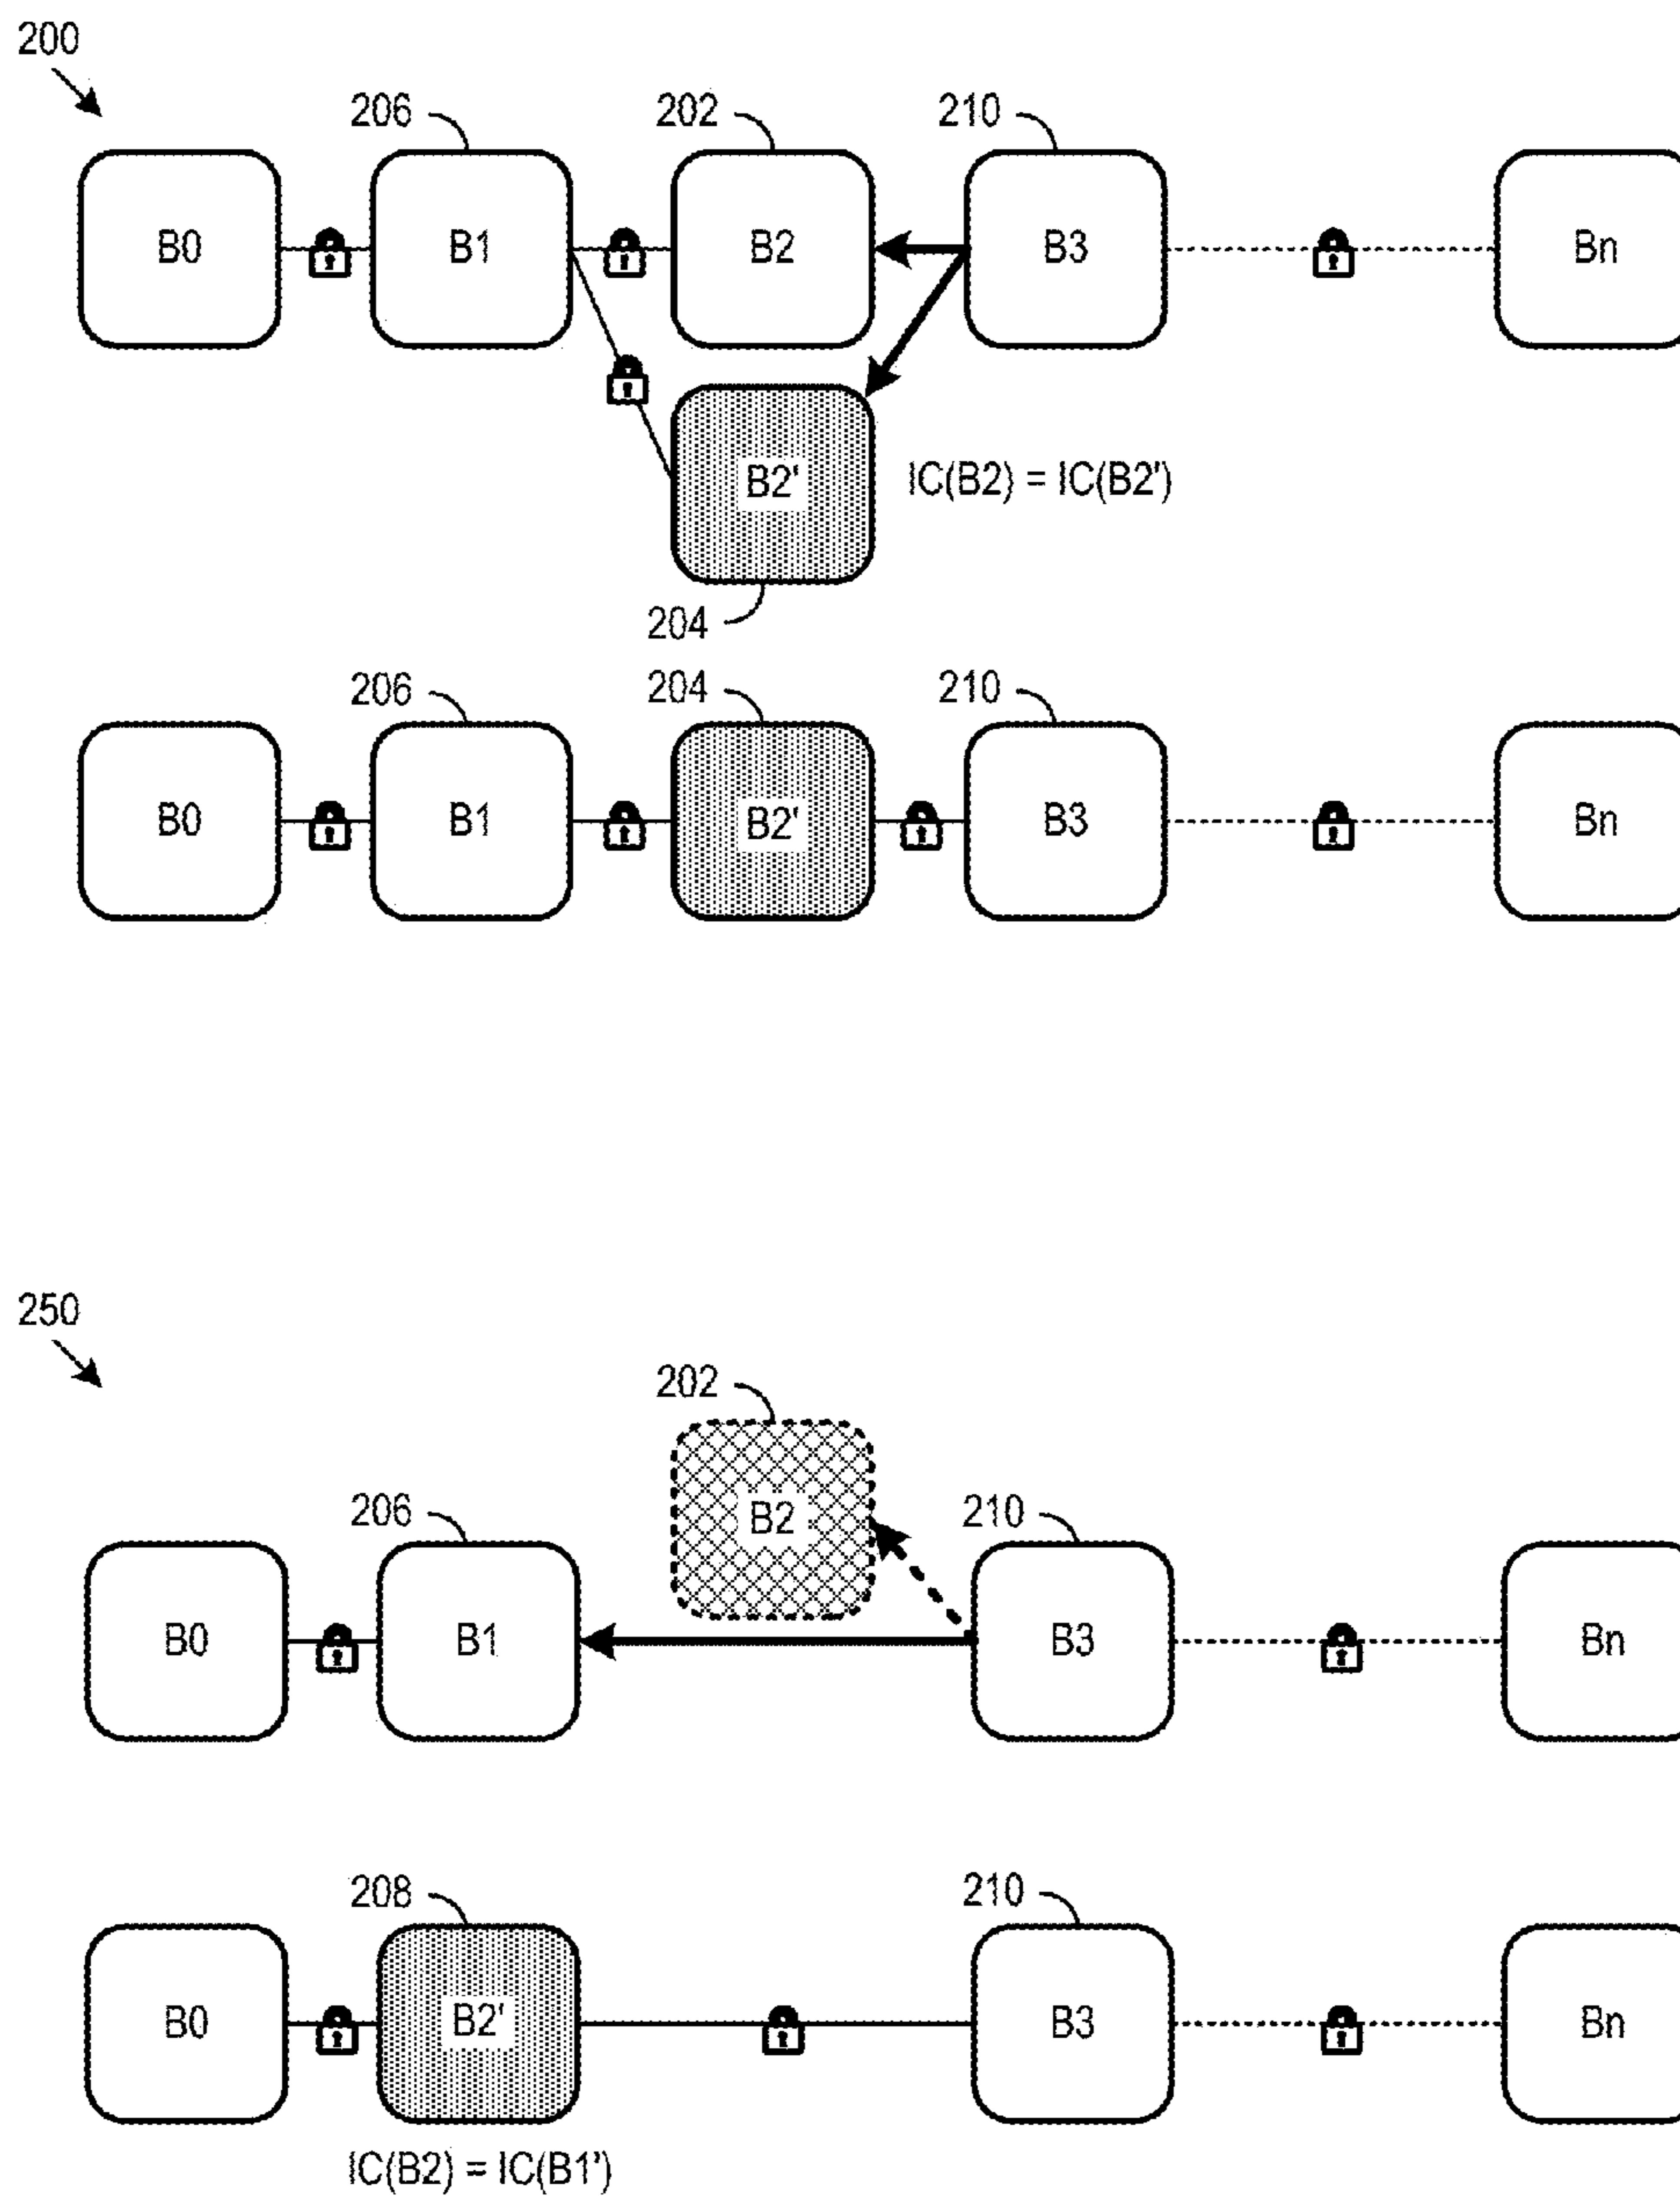 200
206 202 210
B0 B1 B2 B3 Bn
B2' IC(B2) = IC(B2')
204
206 204 210
B0 B1 B2' B3 Bn
250
202
206 B2 210
B0 B1 B3 Bn
208 210
B0 B2' B3 Bn
IC(B2) = IC(B1')